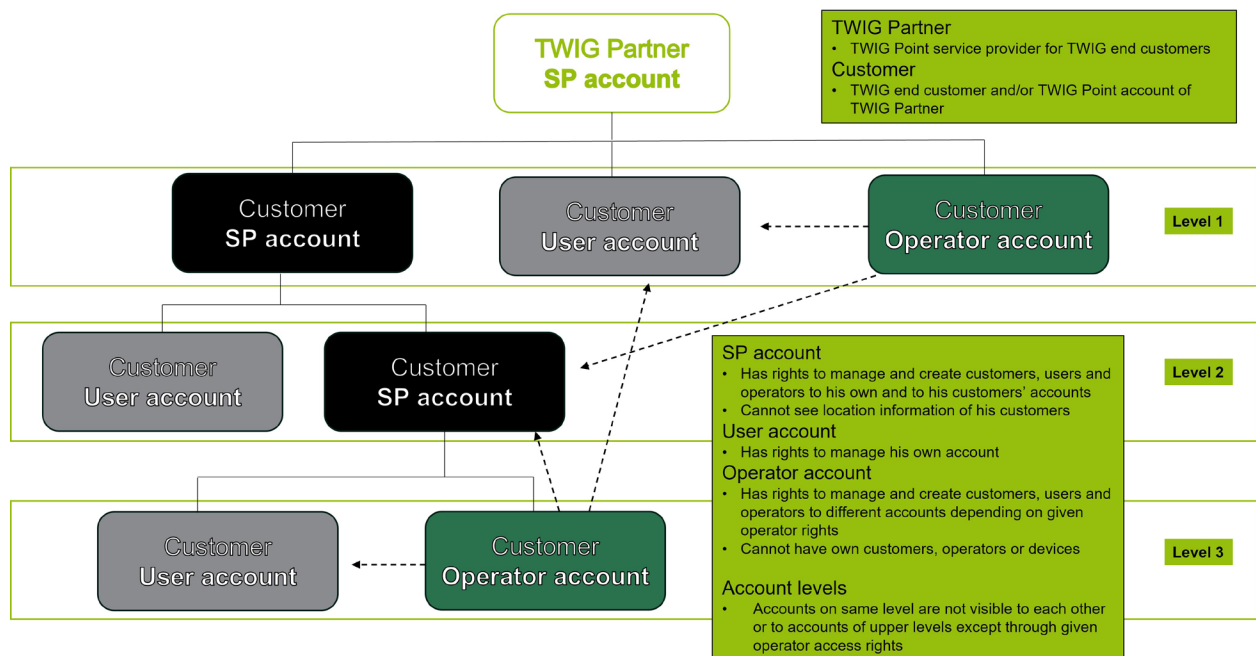 TWIG Partner
SP account
TWIG Partner
• TWIG Point service provider for TWIG end customers
Customer
• TWIG end customer and/or TWIG Point account of
TWIG Partner
Customer
SP account
Customer
User account
Customer
Operator account
Level 1
Customer
User account
Customer
SP account
Level 2
SP account
• Has rights to manage and create customers, users and
operators to his own and to his customers’ accounts
• Cannot see location information of his customers
User account
• Has rights to manage his own account
Operator account
• Has rights to manage and create customers, users and
operators to different accounts depending on given
operator rights
• Cannot have own customers, operators or devices
Account levels
• Accounts on same level are not visible to each other
or to accounts of upper levels except through given
operator access rights
Customer
User account
Customer
Operator account
Level 3